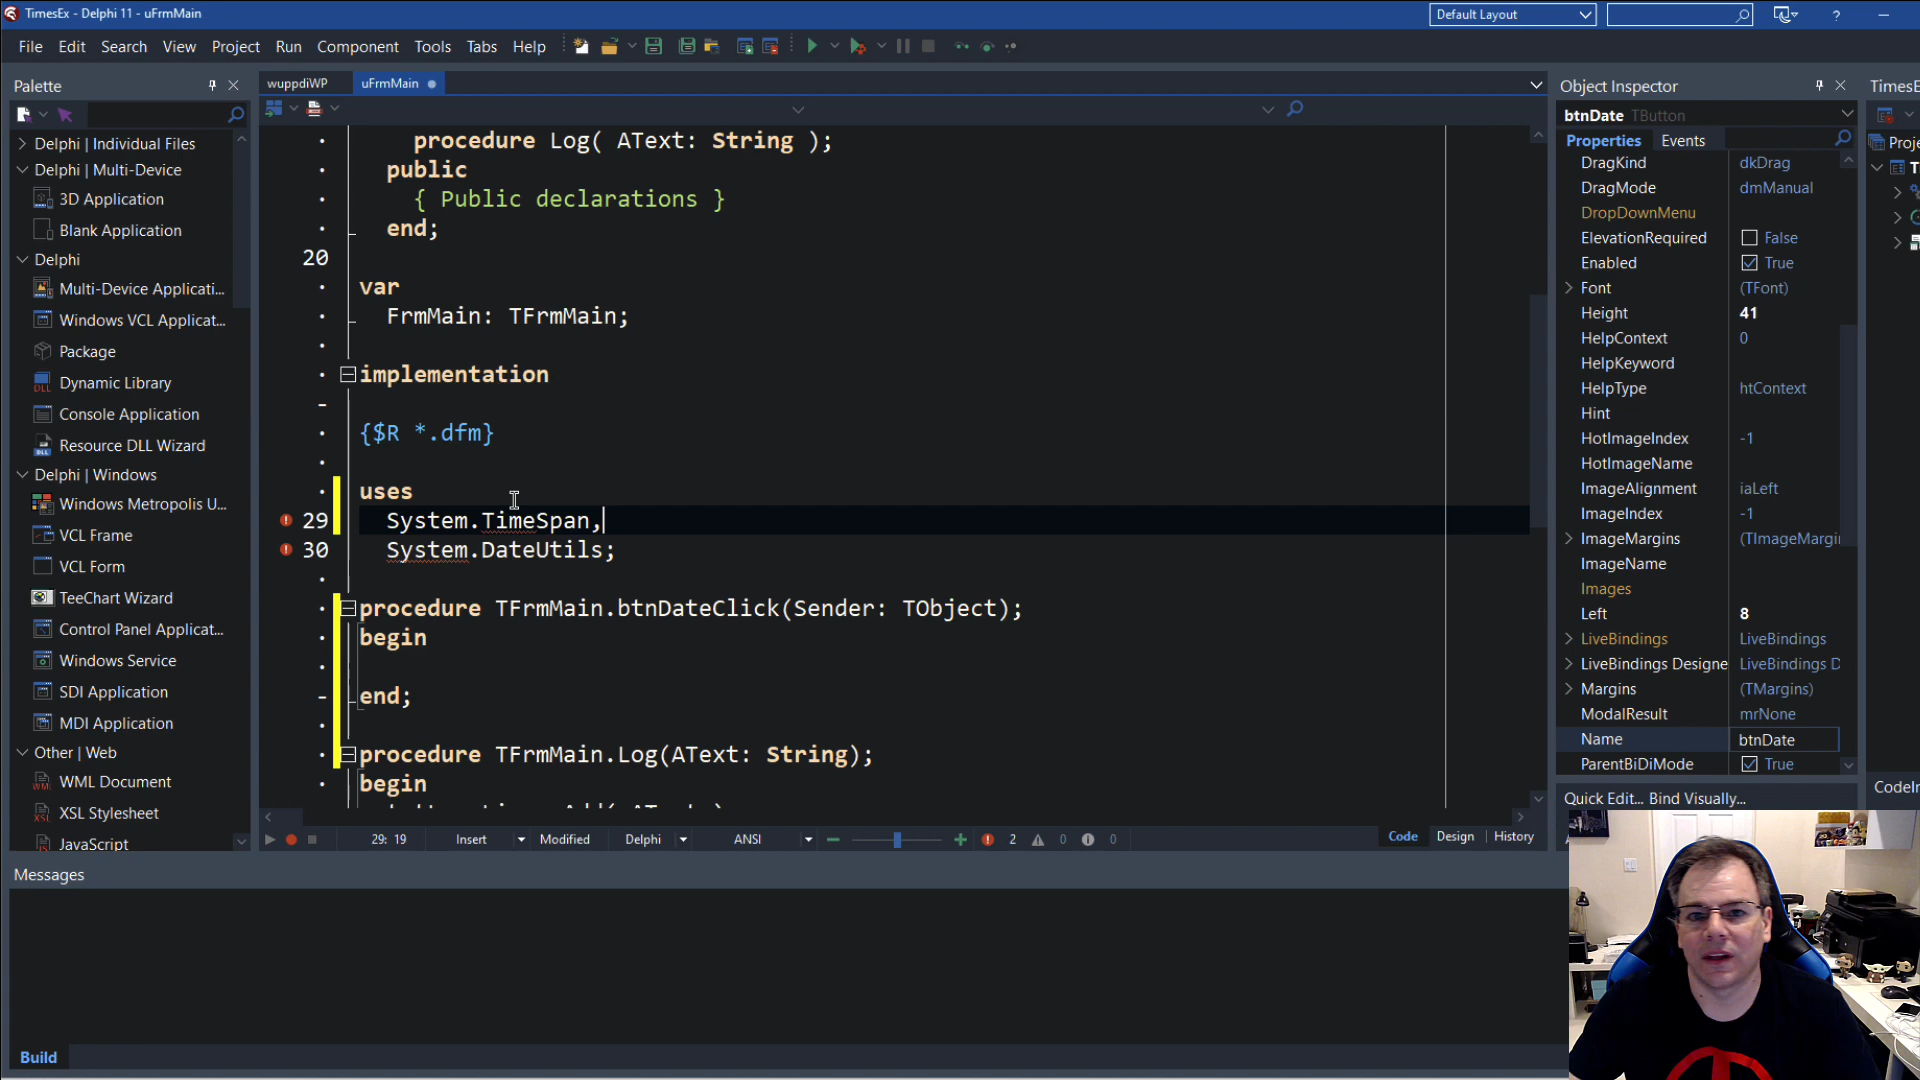 TimesEx - Delphi 11 - uFrmMain
Default Layout
File Edit Search View Project Run Component Tools Tabs Help
Palette
Delphi | Individual Files
Delphi | Multi-Device
3D Application
Blank Application
Delphi
Multi-Device Applicati...
Windows VCL Applicat...
Package
Dynamic Library
Console Application
Resource DLL Wizard
Delphi | Windows
Windows Metropolis U...
VCL Frame
VCL Form
TeeChart Wizard
Control Panel Applicat...
Windows Service
SDI Application
MDI Application
Other | Web
WML Document
XSL Stylesheet
JavaScript
wuppdiWP uFrmMain
procedure Log( AText: String );
public
{ Public declarations }
end;
20
var
FrmMain: TFrmMain;
implementation
{$R *.dfm}
uses
29 System.TimeSpan,
30 System.DateUtils;
procedure TFrmMain.btnDateClick(Sender: TObject);
begin
end;
procedure TFrmMain.Log(AText: String);
begin
29: 19 Insert Modified Delphi ANSI 2 0 0 Code Design History
Object Inspector
btnDate TButton
Properties Events
DragKind dkDrag
DragMode dmManual
DropDownMenu
ElevationRequired False
Enabled True
Font (TFont)
Height 41
HelpContext 0
HelpKeyword
HelpType htContext
Hint
HotImageIndex -1
HotImageName
ImageAlignment iaLeft
ImageIndex -1
ImageMargins (TImageMargi
ImageName
Images
Left 8
LiveBindings LiveBindings
LiveBindings Designe LiveBindings D
Margins (TMargins)
ModalResult mrNone
Name btnDate
ParentBiDiMode True
Quick Edit... Bind Visually...
TimesE
Proje
T
CodeIn
Messages
Build